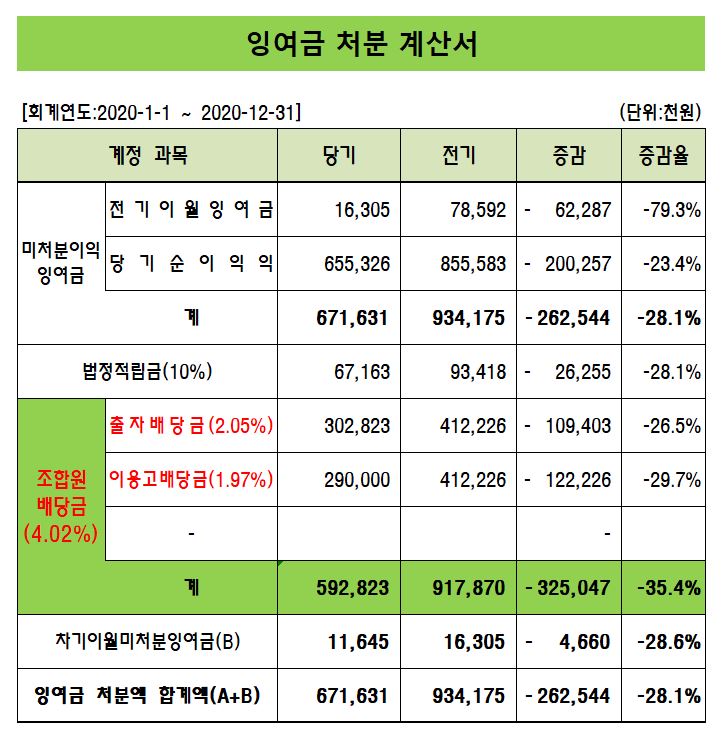 잉여금 처분 계산서
[회계연도:2020-1-1 ~ 2020-12-31] (단위:천원)
계정 과목 당기 전기 증감 증감율
미처분이익 잉여금
전기이월잉여금 16,305 78,592 - 62,287 -79.3%
당 기 순 이 익 익 655,326 855,583 - 200,257 -23.4%
계 671,631 934,175 - 262,544 -28.1%
법정적립금(10%) 67,163 93,418 - 26,255 -28.1%
조합원 배당금 (4.02%)
출자배당금(2.05%) 302,823 412,226 - 109,403 -26.5%
이용고배당금(1.97%) 290,000 412,226 - 122,226 -29.7%
- -
계 592,823 917,870 - 325,047 -35.4%
차기이월미처분잉여금(B) 11,645 16,305 - 4,660 -28.6%
잉여금 처분액 합계액(A+B) 671,631 934,175 - 262,544 -28.1%